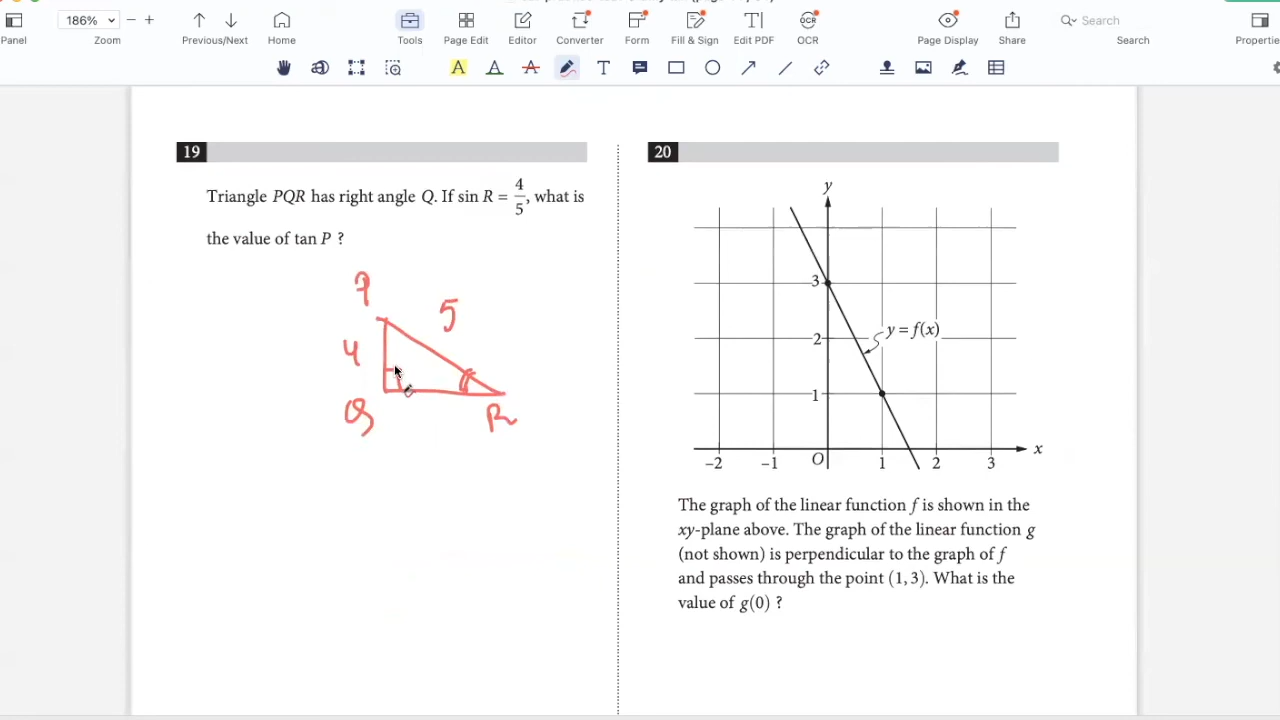 186%
Search
Panel
Zoom
Previous/Next
Home
Tools
Page Edit
Editor
Converter
Form
Fill & Sign
Edit PDF
OCR
OCR
Page Display
Share
Search
A
A
A
T
19
Triangle PQR has right angle Q. If sin R = 4/5, what is
the value of tan P ?
P
5
4
Q
R
20
y
3
y = f(x)
2
1
O
x
-2
-1
1
2
3
The graph of the linear function f is shown in the
xy-plane above. The graph of the linear function g
(not shown) is perpendicular to the graph of f
and passes through the point (1, 3). What is the
value of g(0) ?